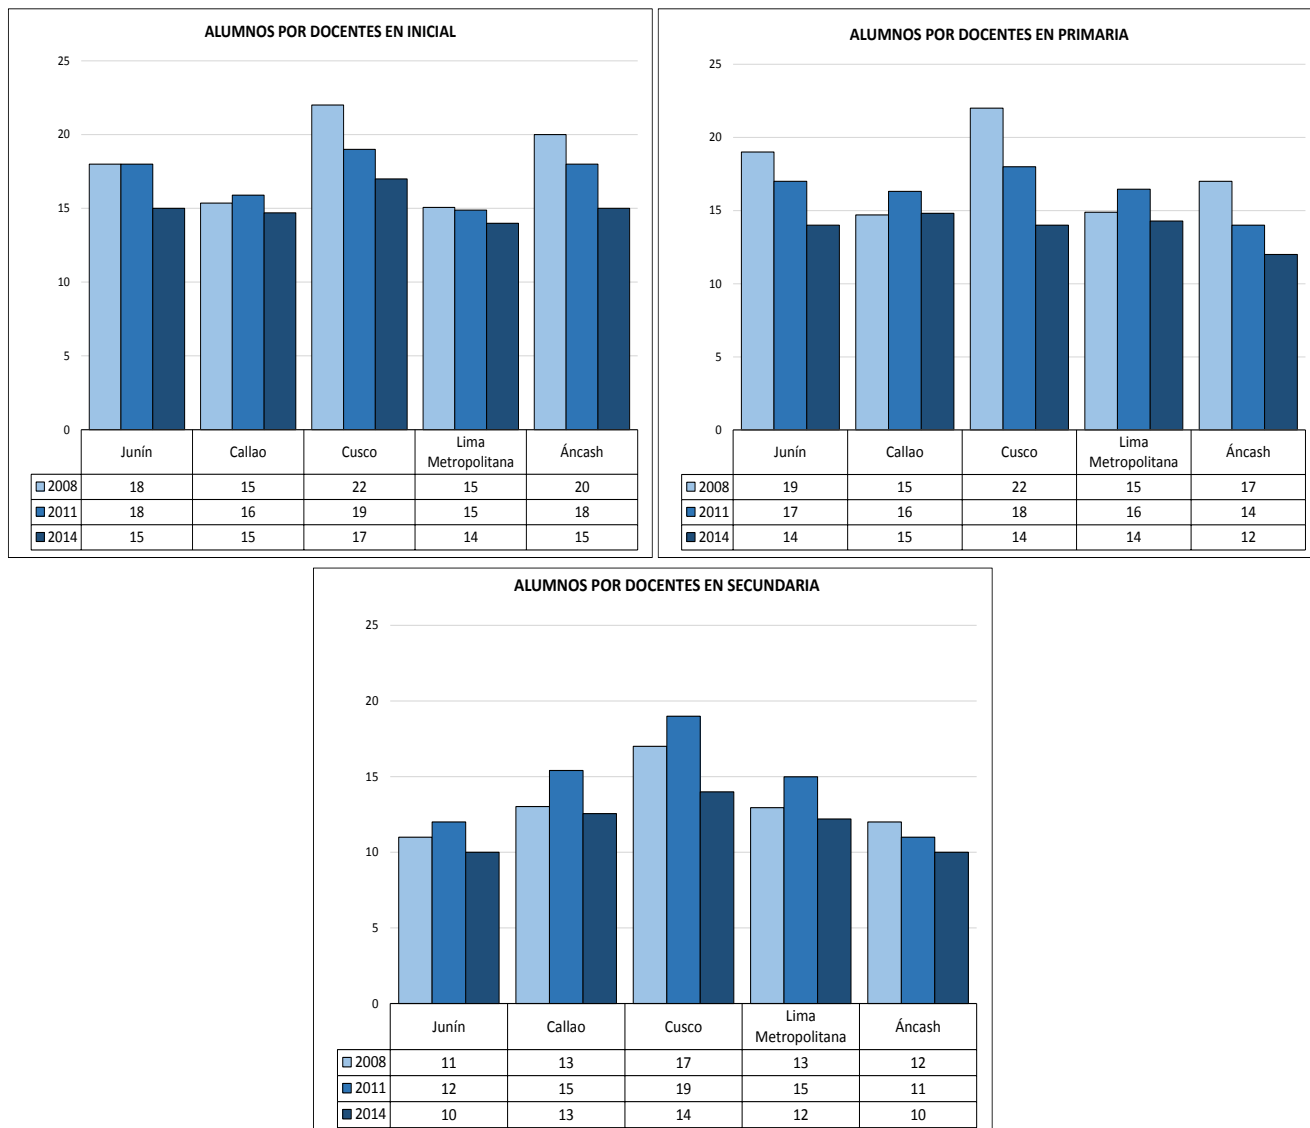 ALUMNOS POR DOCENTES EN INICIAL
25
20
15
10
5
0
Junín Callao Cusco Lima Metropolitana Áncash
2008 18 15 22 15 20
2011 18 16 19 15 18
2014 15 15 17 14 15
ALUMNOS POR DOCENTES EN PRIMARIA
25
20
15
10
5
0
Junín Callao Cusco Lima Metropolitana Áncash
2008 19 15 22 15 17
2011 17 16 18 16 14
2014 14 15 14 14 12
ALUMNOS POR DOCENTES EN SECUNDARIA
25
20
15
10
5
0
Junín Callao Cusco Lima Metropolitana Áncash
2008 11 13 17 13 12
2011 12 15 19 15 11
2014 10 13 14 12 10